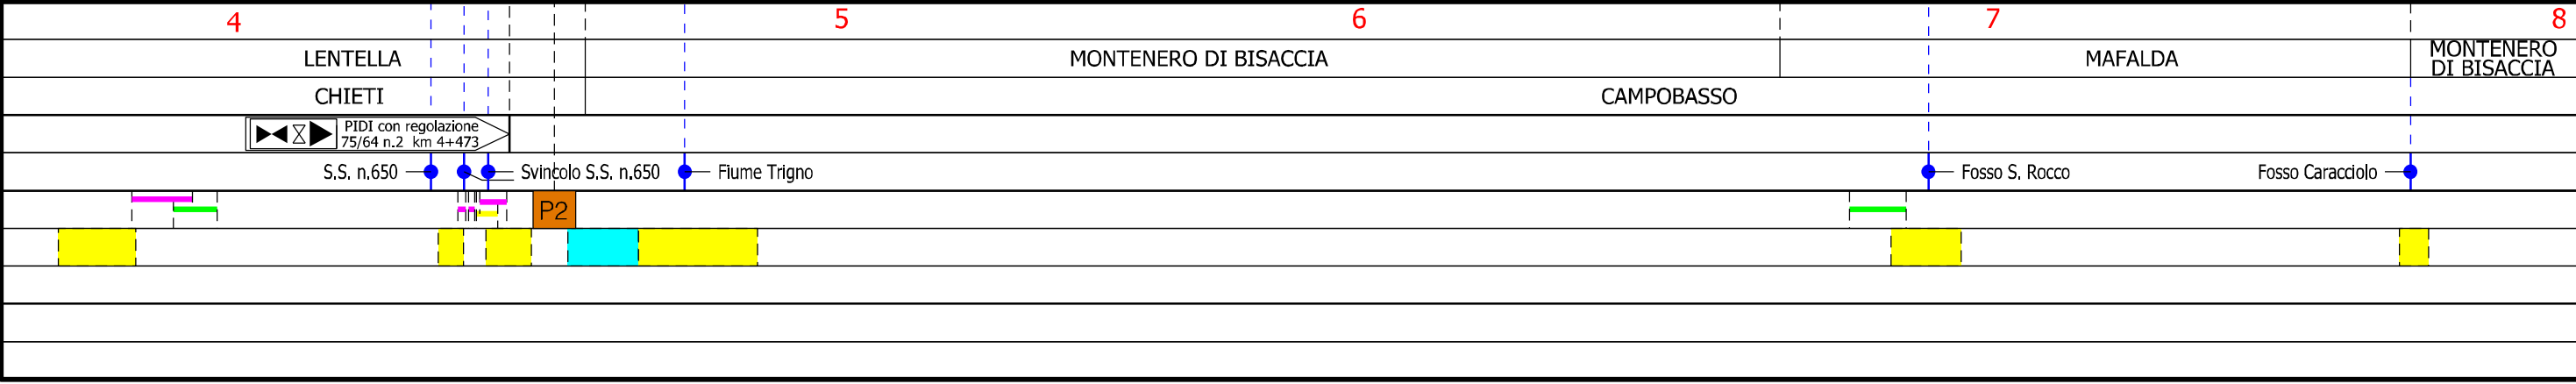 4 5 6 7 8
LENTELLA MONTENERO DI BISACCIA MAFALDA MONTENERO
DI BISACCIA
CHIETI CAMPOBASSO
PIDI con regolazione
75/64 n.2 km 4+473
S.S. n.650 Svincolo S.S. n.650 Fiume Trigno Fosso S. Rocco Fosso Caracciolo
P2